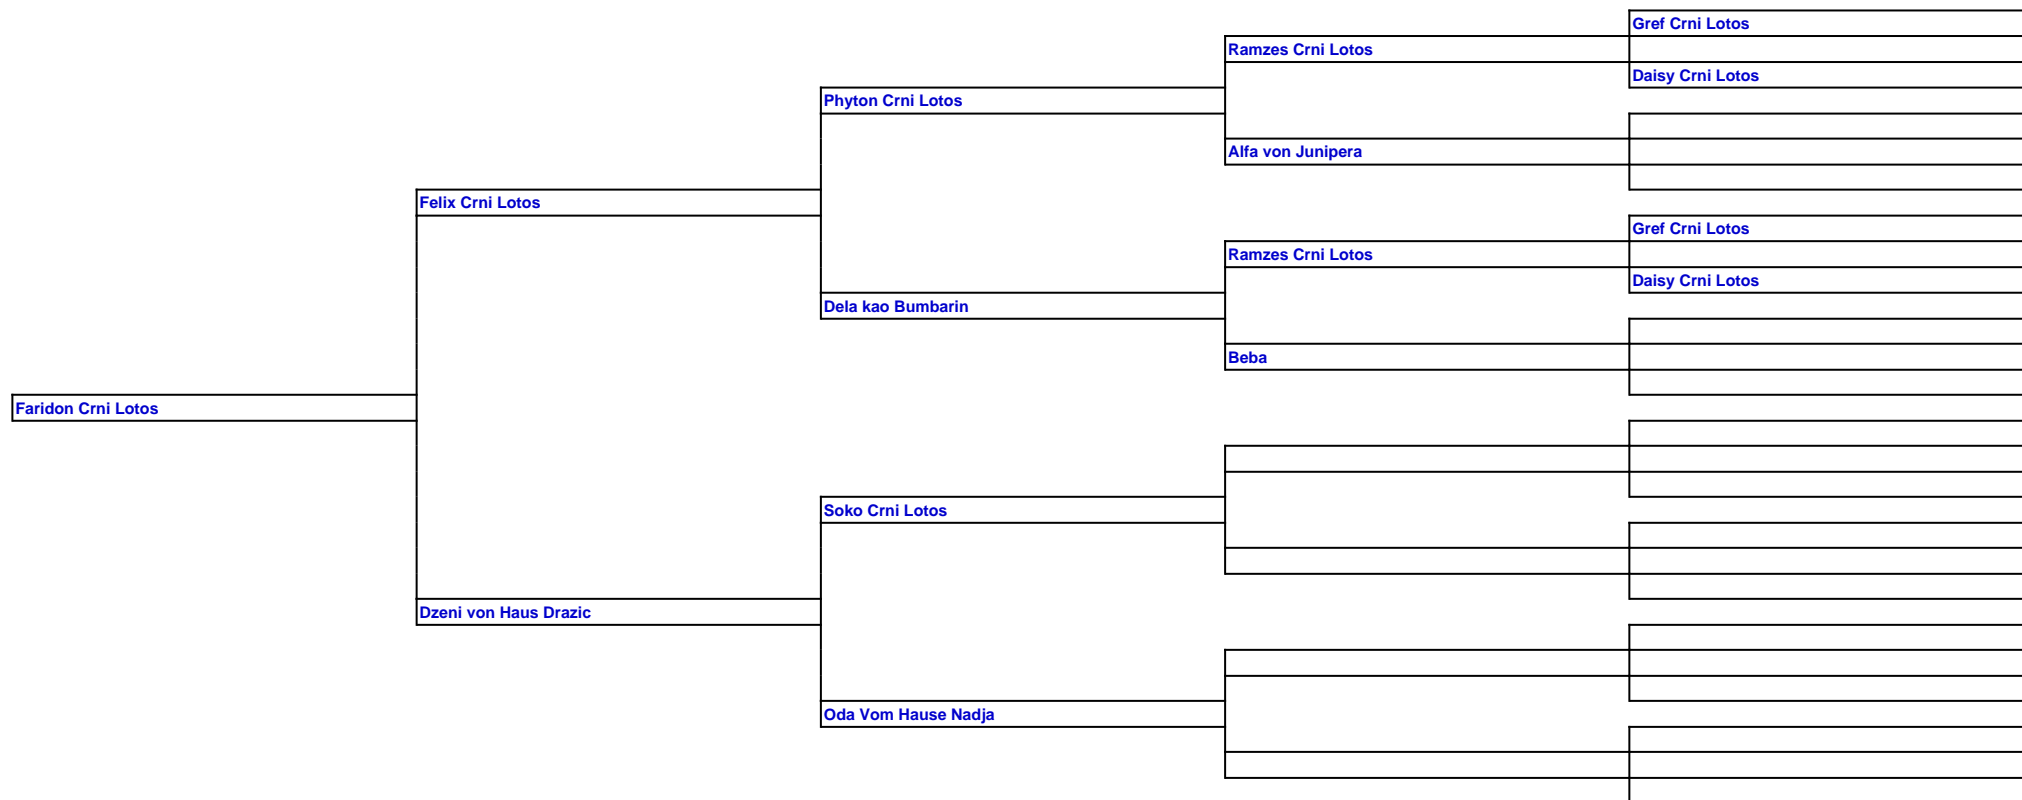 Gref Crni Lotos
Ramzes Crni Lotos
Daisy Crni Lotos
Phyton Crni Lotos
Alfa von Junipera
Felix Crni Lotos
Gref Crni Lotos
Ramzes Crni Lotos
Daisy Crni Lotos
Dela kao Bumbarin
Beba
Faridon Crni Lotos
Soko Crni Lotos
Dzeni von Haus Drazic
Oda Vom Hause Nadja